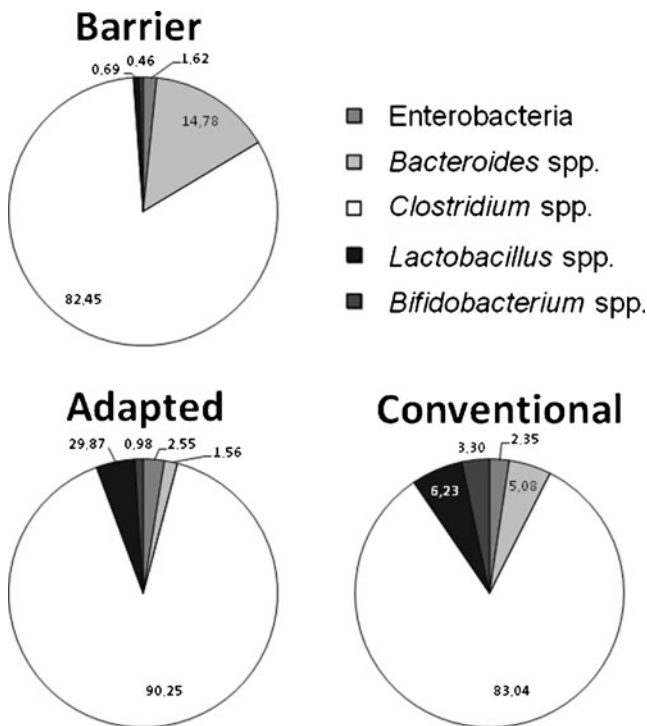 Barrier
0,69 0,46 1,62
14,78
82,45
Enterobacteria
Bacteroides spp.
Clostridium spp.
Lactobacillus spp.
Bifidobacterium spp.
Adapted
29,87 0,98 2,55 1,56
90,25
Conventional
3,30 2,35
6,23 5,08
83,04